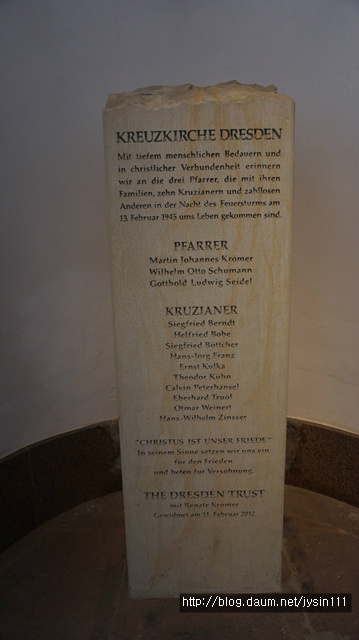 KREUZKIRCHE DRESDEN
Mit tiefem menschlichen Bedauern und
in christlicher Verbundenheit erinnern
wir an die drei Pfarrer, die mit ihren
Familien, zehn Kruzianern und zahllosen
Anderen in der Nacht des Feuersturms am
13. Februar 1945 ums Leben gekommen sind.
PFARRER
Martin Johannes Krömer
Wilhelm Otto Schumann
Gotthold Ludwig Seidel
KRUZIANER
Siegfried Berndt
Helfried Bobe
Siegfried Böttcher
Hans-Jörg Franz
Ernst Kulka
Theodor Kuhn
Calvin Peterhänsel
Eberhard Truöl
Otmar Weinert
Hans-Wilhelm Zinsser
"CHRISTUS IST UNSER FRIEDE"
In seinem Sinne setzen wir uns ein
für den Frieden
und beten für Versöhnung.
THE DRESDEN TRUST
mit Renate Krömer
Gewidmet am 11. Februar 2012
http://blog.daum.net/jysin111